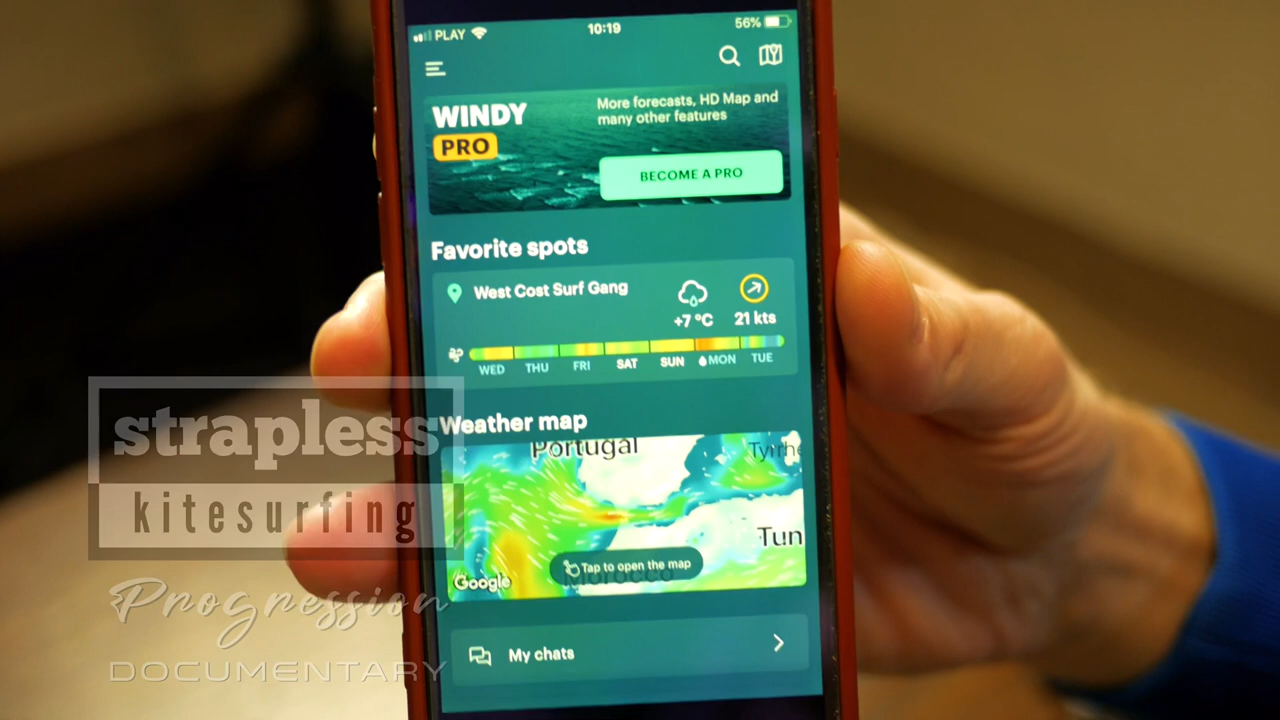 PLAY 10:19 56%
WINDY
PRO
More forecasts, HD Map and
many other features
BECOME A PRO
Favorite spots
West Cost Surf Gang
+7 °C 21 kts
WED THU FRI SAT SUN MON TUE
Weather map
Portugal
Tyrrhe
Tun
Morocco
Tap to open the map
Google
My chats
strapless
kitesurfing
Progression
DOCUMENTARY